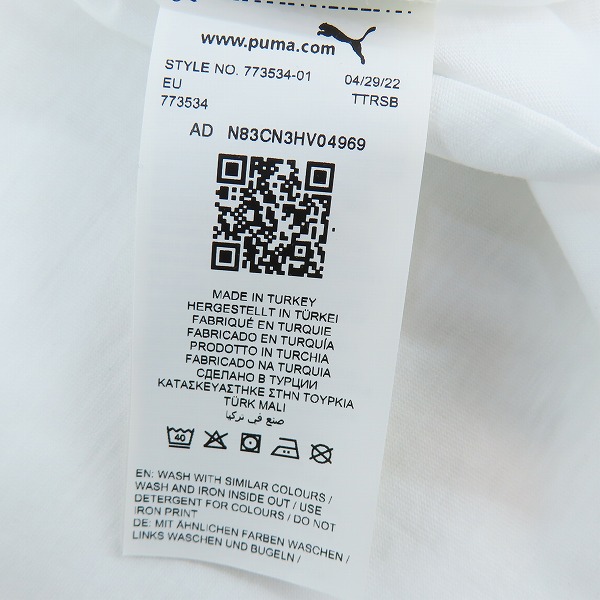 www.puma.com
STYLE NO. 773534-01 04/29/22
EU TTRSB
773534
AD N83CN3HV04969
MADE IN TURKEY
HERGESTELLT IN TÜRKEI
FABRIQUÉ EN TURQUIE
FABRICADO EN TURQUÍA
PRODOTTO IN TURCHIA
FABRICADO NA TURQUIA
СДЕЛАНО В ТУРЦИИ
ΚΑΤΑΣΚΕΥΑΣΤΗΚΕ ΣΤΗΝ ΤΟΥΡΚΙΑ
TÜRK MALI
صنع في تركيا
40
EN: WASH WITH SIMILAR COLOURS /
WASH AND IRON INSIDE OUT / USE
DETERGENT FOR COLOURS / DO NOT
IRON PRINT
DE: MIT ÄHNLICHEN FARBEN WASCHEN /
LINKS WASCHEN UND BUGELN /